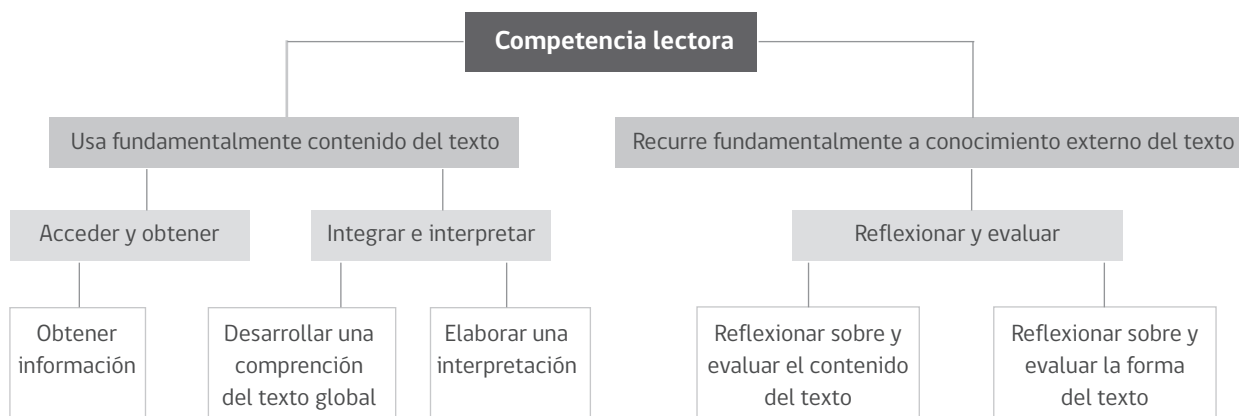 Competencia lectora
Usa fundamentalmente contenido del texto
Recurre fundamentalmente a conocimiento externo del texto
Acceder y obtener
Integrar e interpretar
Reflexionar y evaluar
Obtener
información
Desarrollar una
comprención
del texto global
Elaborar una
interpretación
Reflexionar sobre y
evaluar el contenido
del texto
Reflexionar sobre y
evaluar la forma
del texto